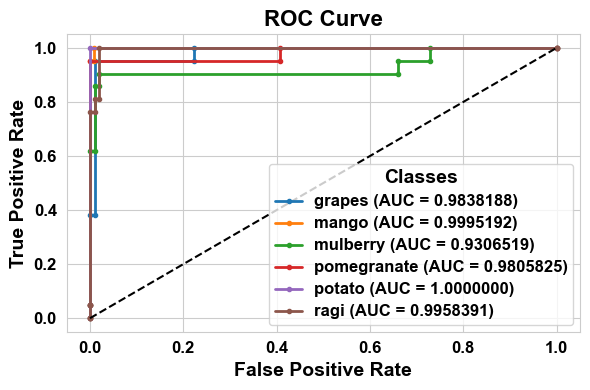 ROC Curve
True Positive Rate
1.0
0.8
0.6
0.4
0.2
0.0
Classes
grapes (AUC = 0.9838188)
mango (AUC = 0.9995192)
mulberry (AUC = 0.9306519)
pomegranate (AUC = 0.9805825)
potato (AUC = 1.0000000)
ragi (AUC = 0.9958391)
0.0 0.2 0.4 0.6 0.8 1.0
False Positive Rate